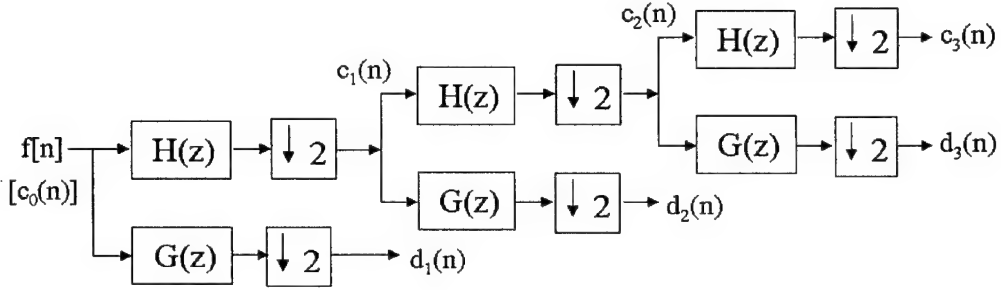 c₂(n)
H(z)
↓ 2
c₃(n)
c₁(n)
H(z)
↓ 2
f[n]
H(z)
↓ 2
G(z)
↓ 2
d₃(n)
[c₀(n)]
G(z)
↓ 2
d₂(n)
G(z)
↓ 2
d₁(n)